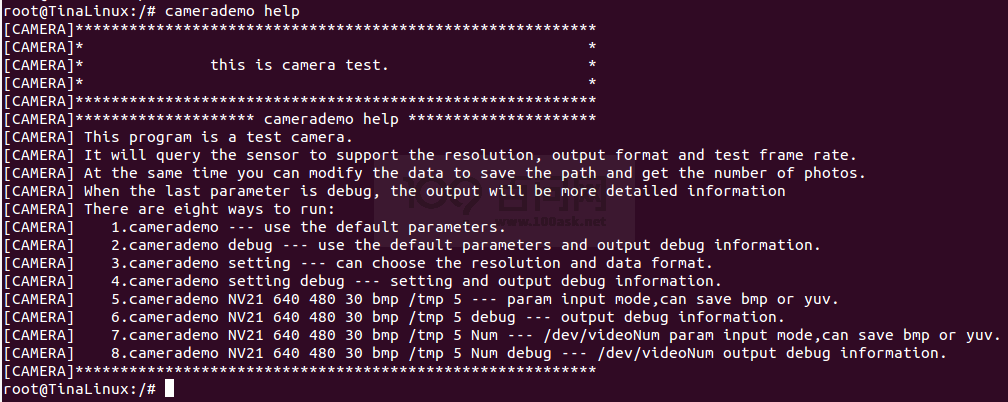 root@TinaLinux:/# camerademo help
[CAMERA]**********************************************************
[CAMERA]*                                                        *
[CAMERA]*              this is camera test.                      *
[CAMERA]*                                                        *
[CAMERA]**********************************************************
[CAMERA]******************** camerademo help *********************
[CAMERA] This program is a test camera.
[CAMERA] It will query the sensor to support the resolution, output format and test frame rate.
[CAMERA] At the same time you can modify the data to save the path and get the number of photos.
[CAMERA] When the last parameter is debug, the output will be more detailed information
[CAMERA] There are eight ways to run:
[CAMERA]    1.camerademo --- use the default parameters.
[CAMERA]    2.camerademo debug --- use the default parameters and output debug information.
[CAMERA]    3.camerademo setting --- can choose the resolution and data format.
[CAMERA]    4.camerademo setting debug --- setting and output debug information.
[CAMERA]    5.camerademo NV21 640 480 30 bmp /tmp 5 --- param input mode,can save bmp or yuv.
[CAMERA]    6.camerademo NV21 640 480 30 bmp /tmp 5 debug --- output debug information.
[CAMERA]    7.camerademo NV21 640 480 30 bmp /tmp 5 Num --- /dev/videoNum param input mode,can save bmp or yuv.
[CAMERA]    8.camerademo NV21 640 480 30 bmp /tmp 5 Num debug --- /dev/videoNum output debug information.
[CAMERA]**********************************************************
root@TinaLinux:/#
www.100ask.net